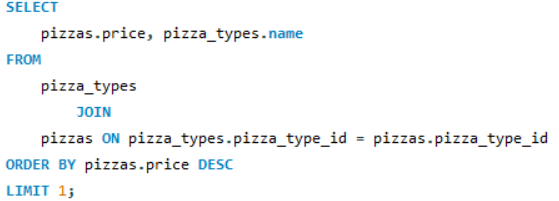 SELECT
pizzas.price, pizza_types.name
FROM
pizza_types
JOIN
pizzas ON pizza_types.pizza_type_id = pizzas.pizza_type_id
ORDER BY pizzas.price DESC
LIMIT 1;